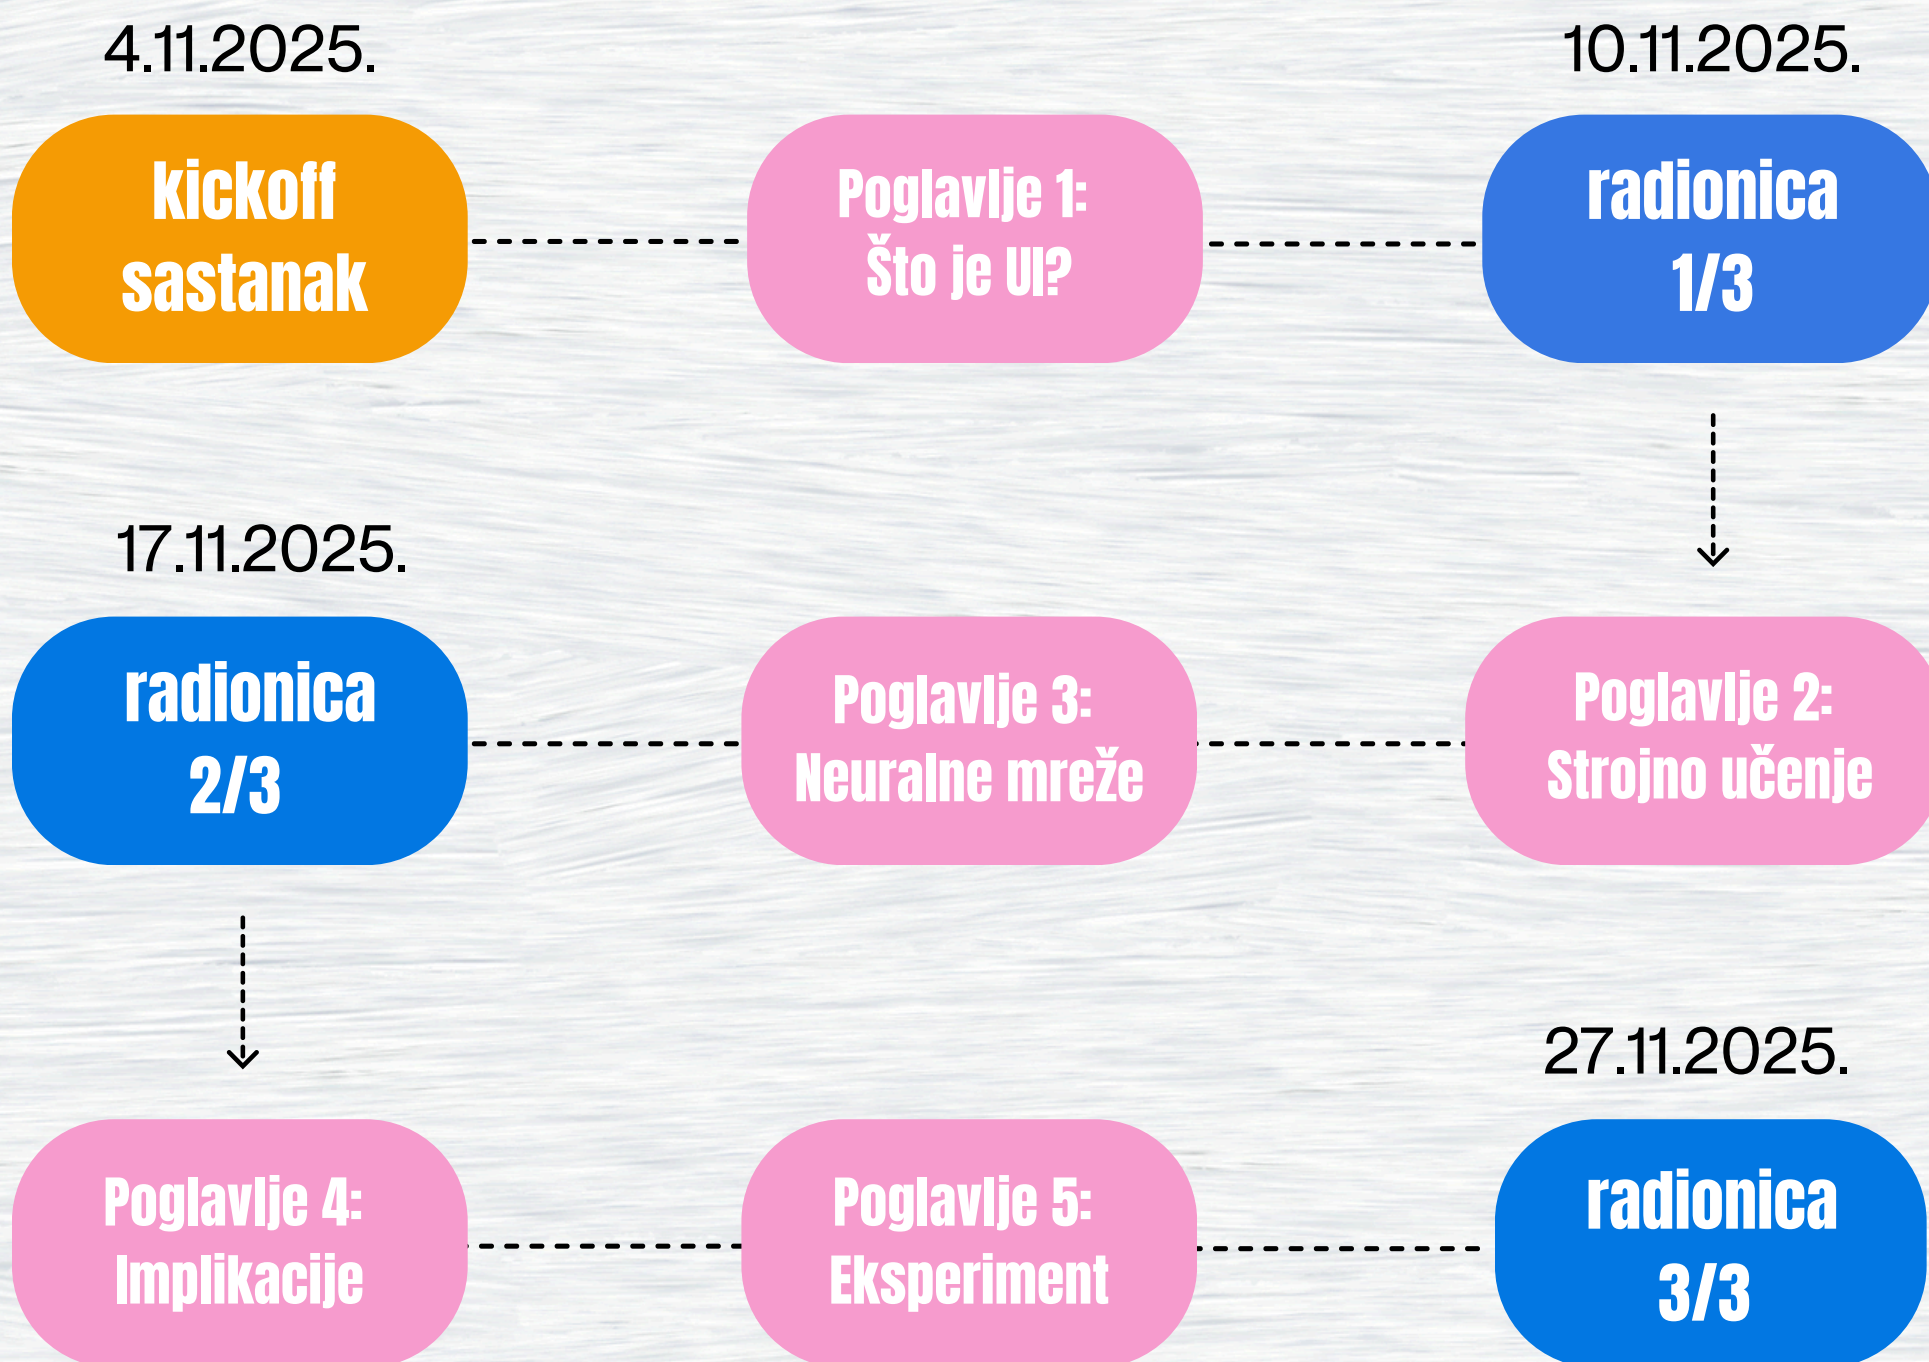 4.11.2025.
10.11.2025.
kickoff
sastanak
Poglavlje 1:
Što je UI?
radionica
1/3
17.11.2025.
radionica
2/3
Poglavlje 3:
Neuralne mreže
Poglavlje 2:
Strojno učenje
27.11.2025.
Poglavlje 4:
Implikacije
Poglavlje 5:
Eksperiment
radionica
3/3